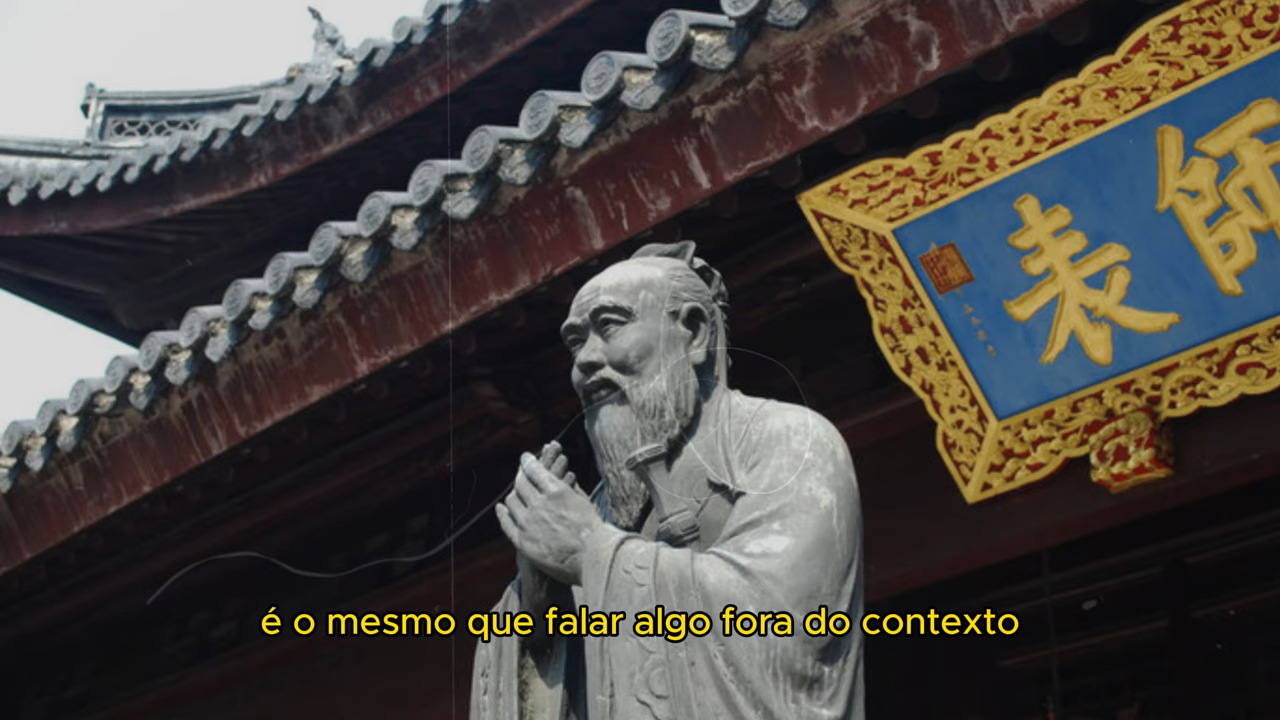 表師
é o mesmo que falar algo fora do contexto